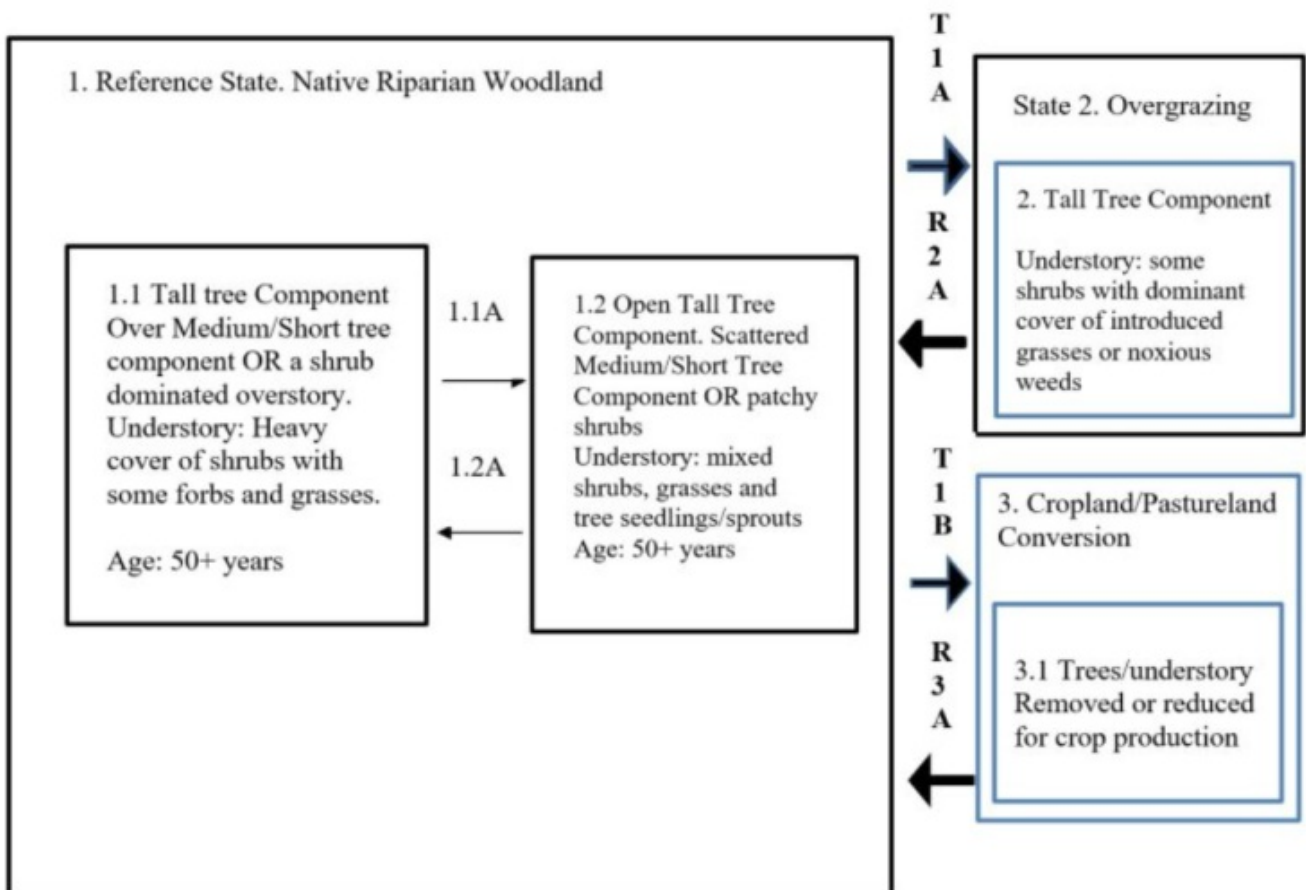 1. Reference State. Native Riparian Woodland
1.1 Tall tree Component
Over Medium/Short tree
component OR a shrub
dominated overstory.
Understory: Heavy
cover of shrubs with
some forbs and grasses.
Age: 50+ years
1.1A
1.2A
1.2 Open Tall Tree
Component. Scattered
Medium/Short Tree
Component OR patchy
shrubs
Understory: mixed
shrubs, grasses and
tree seedlings/sprouts
Age: 50+ years
T
1
A
R
2
A
State 2. Overgrazing
2. Tall Tree Component
Understory: some
shrubs with dominant
cover of introduced
grasses or noxious
weeds
T
1
B
R
3
A
3. Cropland/Pastureland
Conversion
3.1 Trees/understory
Removed or reduced
for crop production